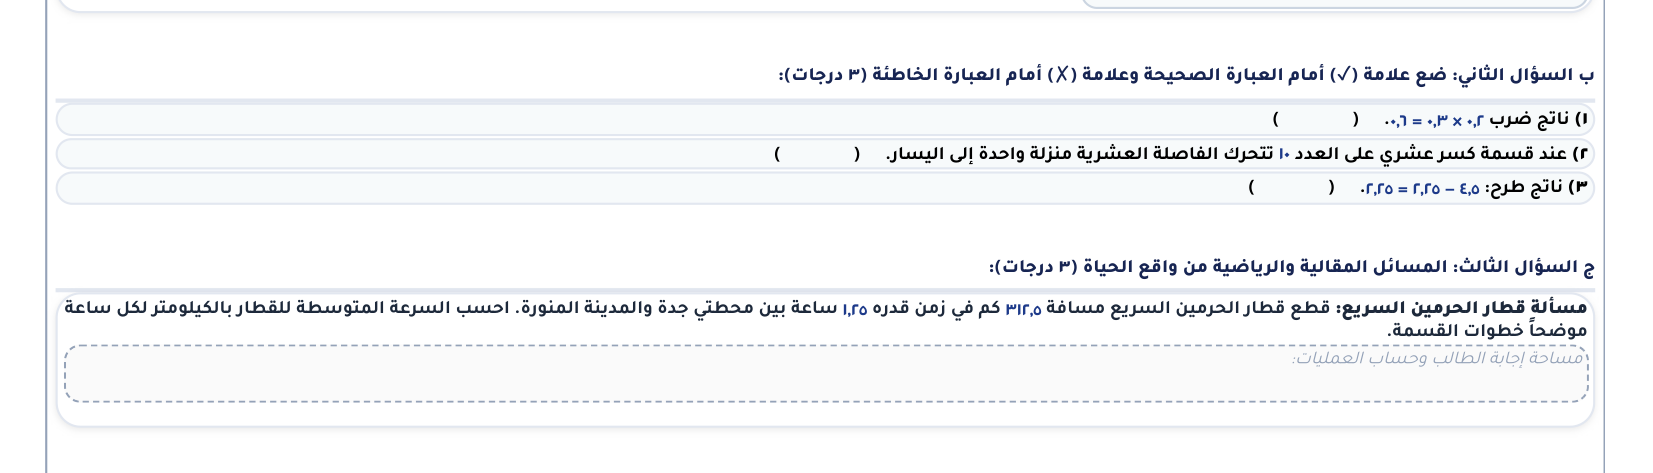 ب السؤال الثاني: ضع علامة (✓) أمام العبارة الصحيحة وعلامة (✗) أمام العبارة الخاطئة (٣ درجات):
١) ناتج ضرب ٠,٢ × ٠,٣ = ٠,٦. ( )
٢) عند قسمة كسر عشري على العدد ١٠ تتحرك الفاصلة العشرية منزلة واحدة إلى اليسار. ( )
٣) ناتج طرح: ٤,٥ − ٢,٢٥ = ٢,٢٥. ( )
ج السؤال الثالث: المسائل المقالية والرياضية من واقع الحياة (٣ درجات):
مسألة قطار الحرمين السريع: قطع قطار الحرمين السريع مسافة ٣١٢,٥ كم في زمن قدره ١,٢٥ ساعة بين محطتي جدة والمدينة المنورة. احسب السرعة المتوسطة للقطار بالكيلومتر لكل ساعة
موضحاً خطوات القسمة.
مساحة إجابة الطالب وحساب العمليات: